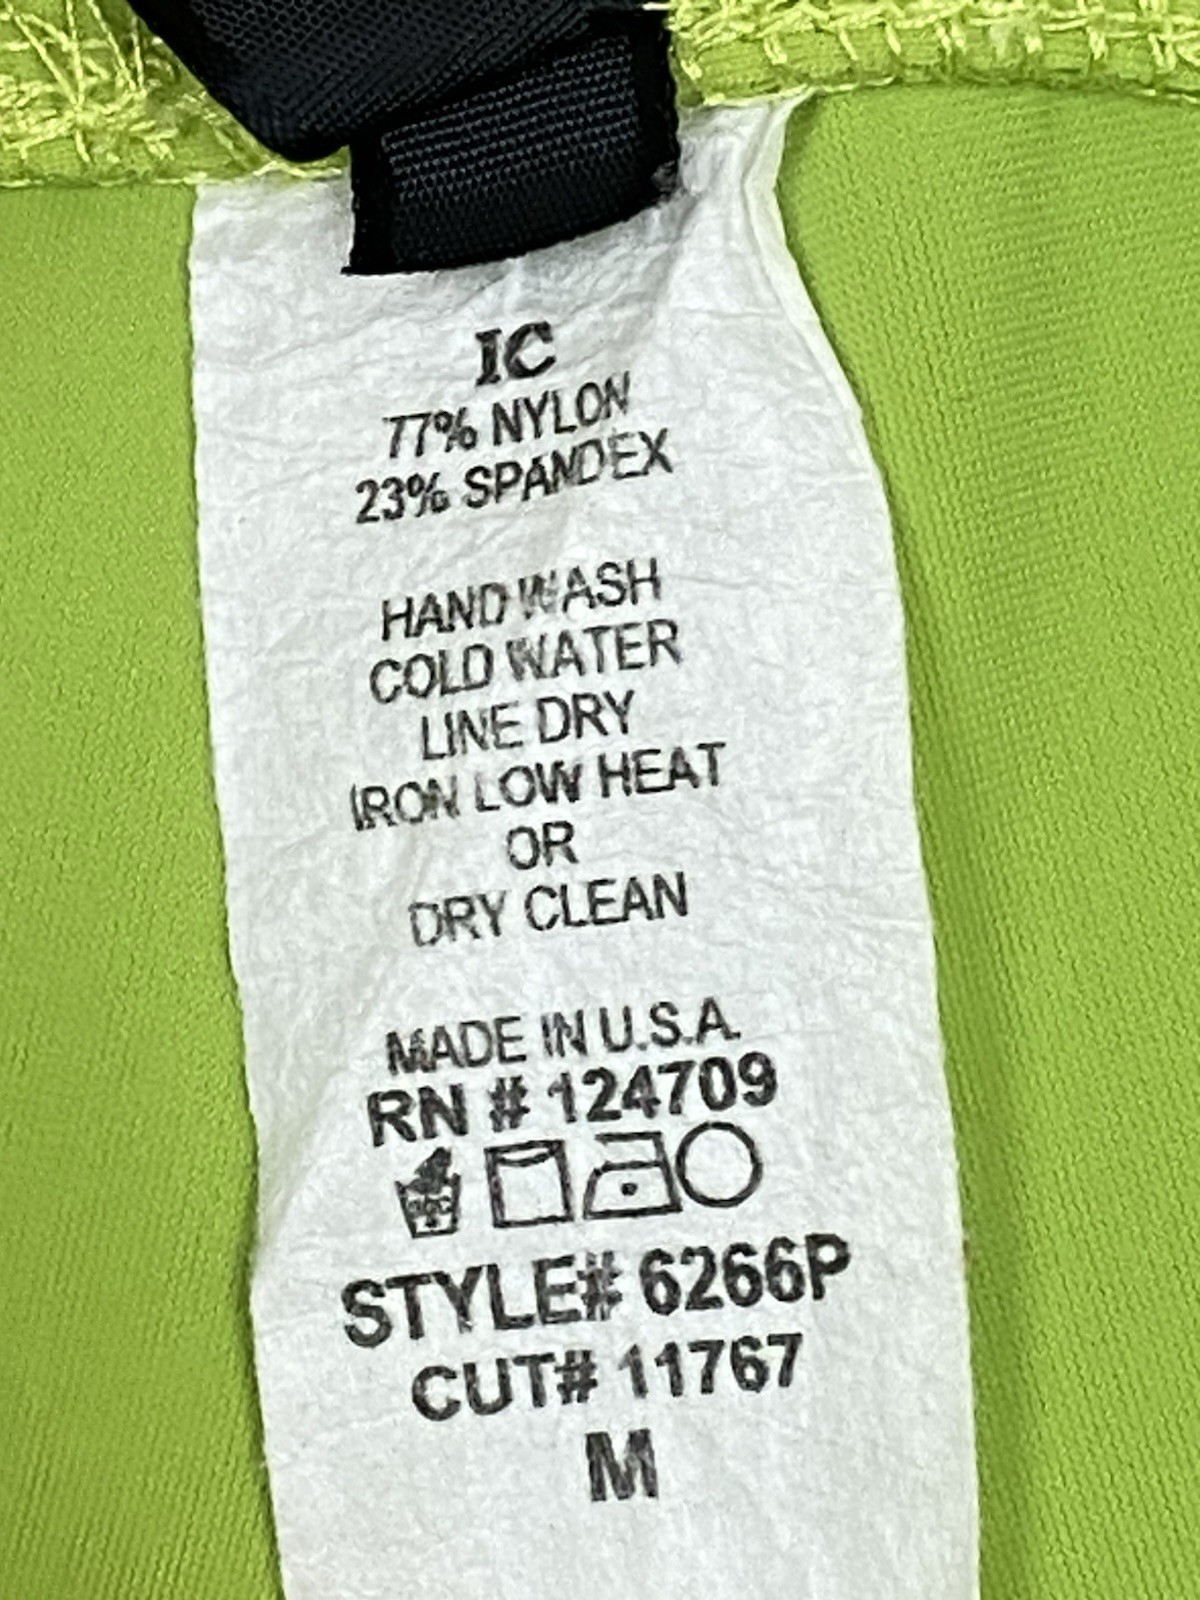 IC
77% NYLON
23% SPANDEX
HAND WASH
COLD WATER
LINE DRY
IRON LOW HEAT
OR
DRY CLEAN
MADE IN U.S.A.
RN # 124709
STYLE# 6266P
CUT# 11767
M